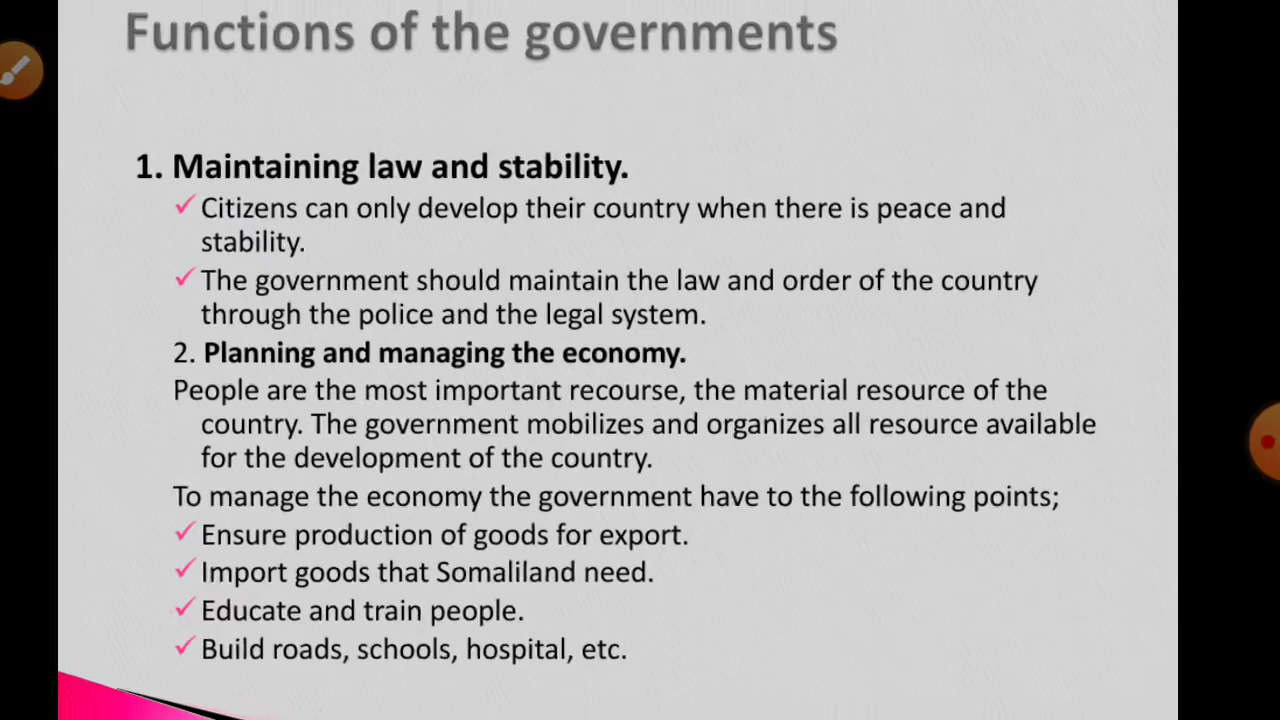 Functions of the governments
1. Maintaining law and stability.
✓ Citizens can only develop their country when there is peace and
stability.
✓ The government should maintain the law and order of the country
through the police and the legal system.
2. Planning and managing the economy.
People are the most important recourse, the material resource of the
country. The government mobilizes and organizes all resource available
for the development of the country.
To manage the economy the government have to the following points;
✓ Ensure production of goods for export.
✓ Import goods that Somaliland need.
✓ Educate and train people.
✓ Build roads, schools, hospital, etc.